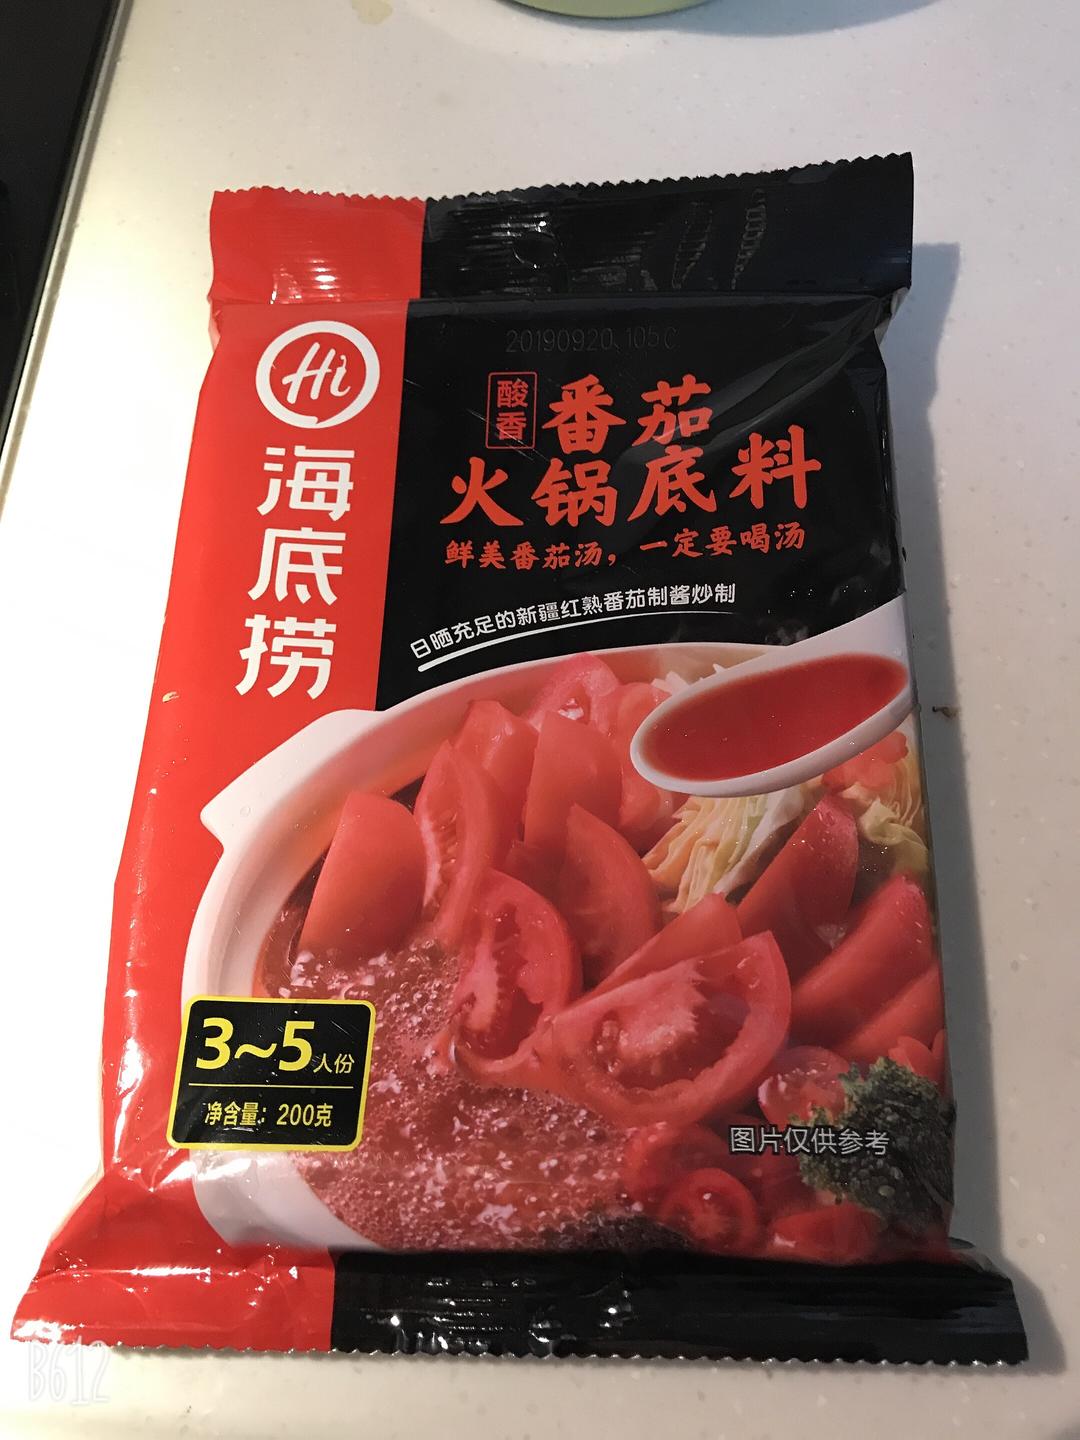 Hi
海底捞
20190920 105C
酸香
番茄
火锅底料
鲜美番茄汤，一定要喝汤
日晒充足的新疆红熟番茄制酱炒制
3~5人份
净含量：200克
图片仅供参考
B612